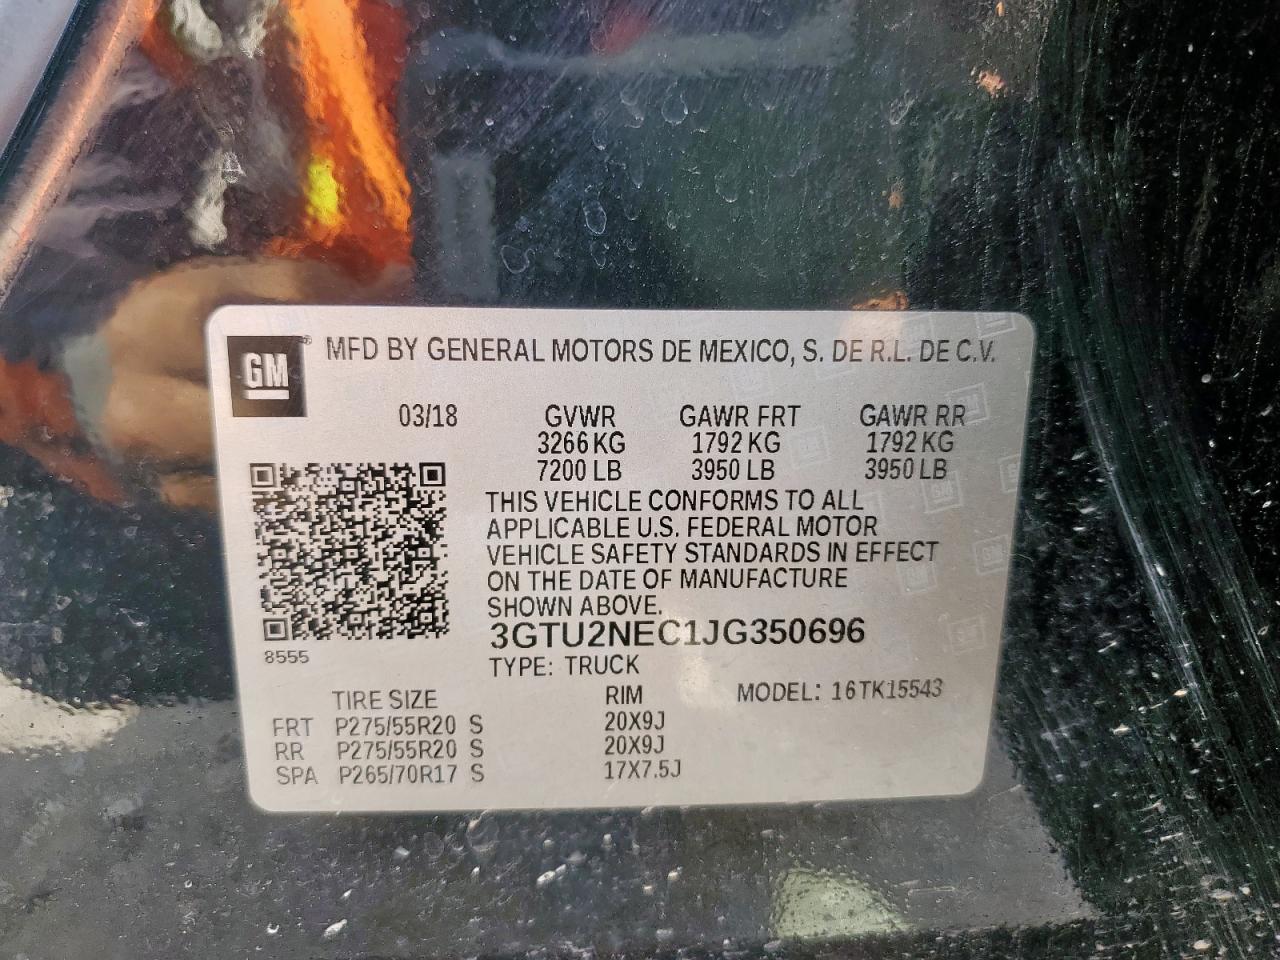 GM
MFD BY GENERAL MOTORS DE MEXICO, S. DE R.L. DE C.V.
03/18 GVWR GAWR FRT GAWR RR
3266 KG 1792 KG 1792 KG
7200 LB 3950 LB 3950 LB
THIS VEHICLE CONFORMS TO ALL
APPLICABLE U.S. FEDERAL MOTOR
VEHICLE SAFETY STANDARDS IN EFFECT
ON THE DATE OF MANUFACTURE
SHOWN ABOVE.
3GTU2NEC1JG350696
8555
TYPE: TRUCK
TIRE SIZE RIM MODEL: 16TK15543
FRT P275/55R20 S 20X9J
RR P275/55R20 S 20X9J
SPA P265/70R17 S 17X7.5J